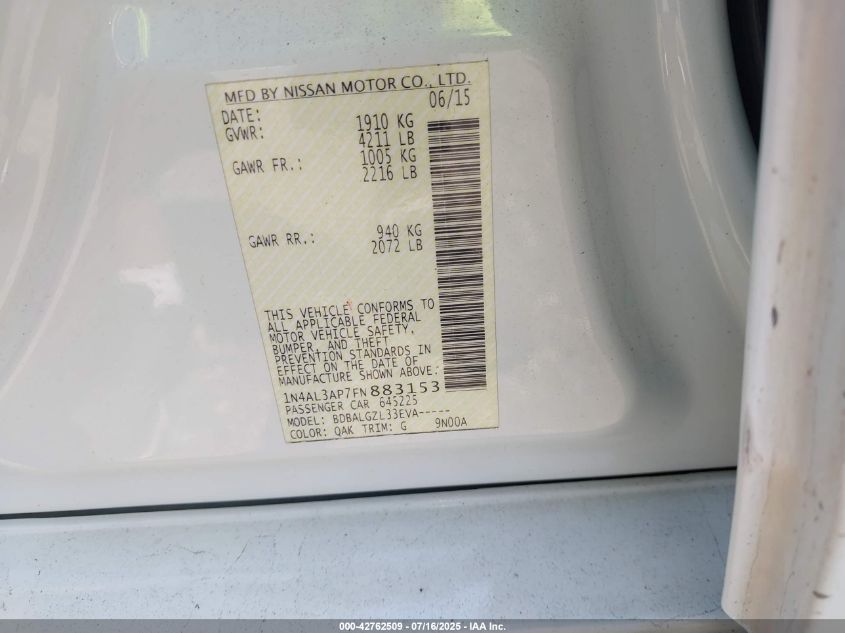 MFD BY NISSAN MOTOR CO., LTD.
DATE: 06/15
GVWR: 1910 KG
4211 LB
GAWR FR.: 1005 KG
2216 LB
GAWR RR.: 940 KG
2072 LB
THIS VEHICLE CONFORMS TO
ALL APPLICABLE FEDERAL
MOTOR VEHICLE SAFETY,
BUMPER, AND THEFT
PREVENTION STANDARDS IN
EFFECT ON THE DATE OF
MANUFACTURE SHOWN ABOVE.
1N4AL3AP7FN883153
PASSENGER CAR 645225
MODEL: BDBALGZL33EVA-----
COLOR: QAK TRIM: G 9N00A
000-42762509 - 07/16/2025 - IAA Inc.